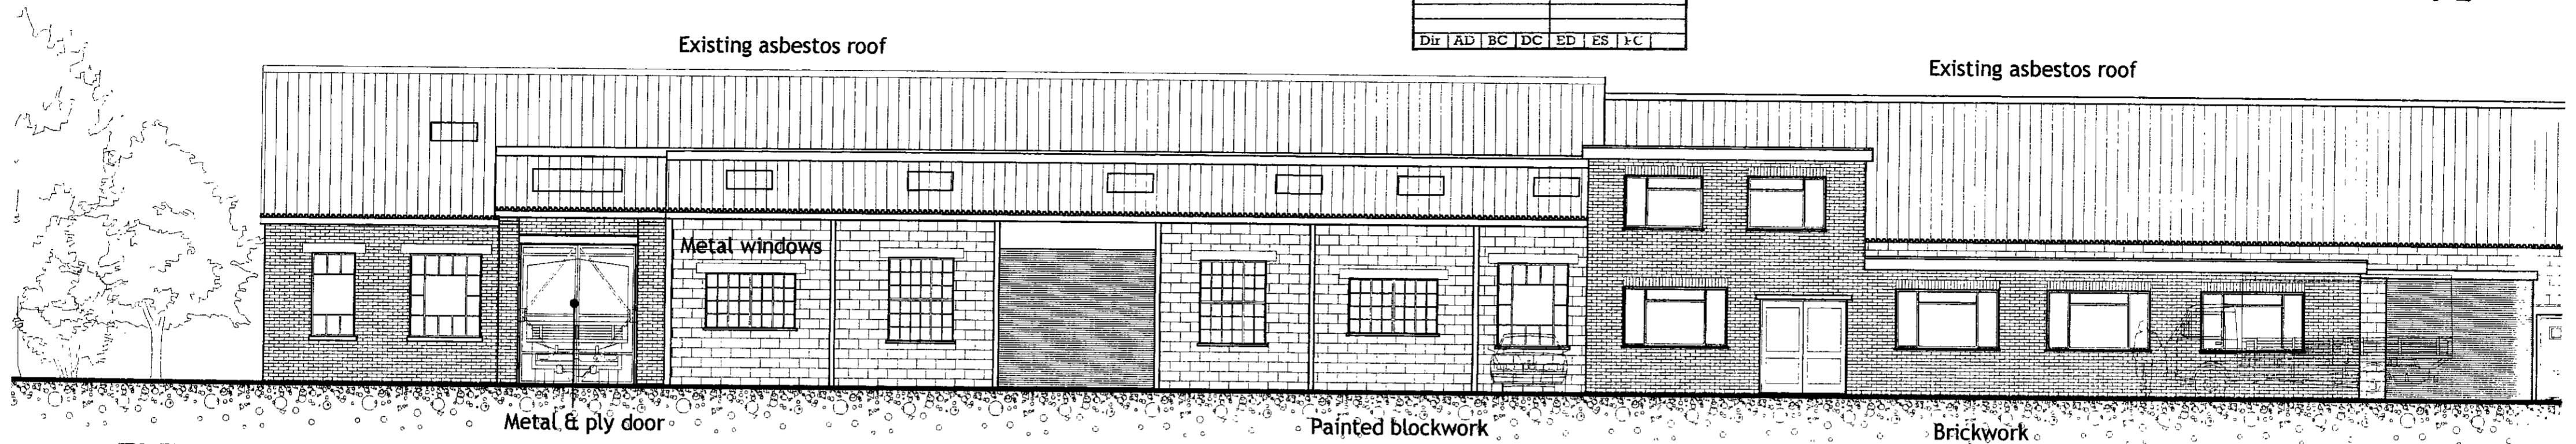 Dir AD BC DC ED ES
Existing asbestos roof
Existing asbestos roof
Metal windows
Metal & ply door
Painted blockwork
Brickwork